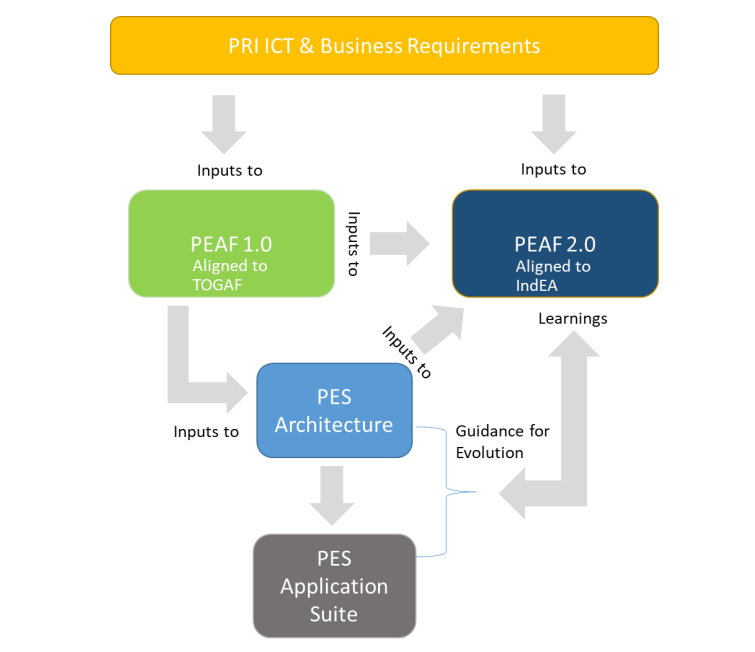 PRI ICT & Business Requirements
Inputs to
Inputs to
PEAF 1.0
Aligned to
TOGAF
Inputs to
PEAF 2.0
Aligned to
IndEA
Learnings
Inputs to
PES
Architecture
Inputs to
Guidance for
Evolution
PES
Application
Suite